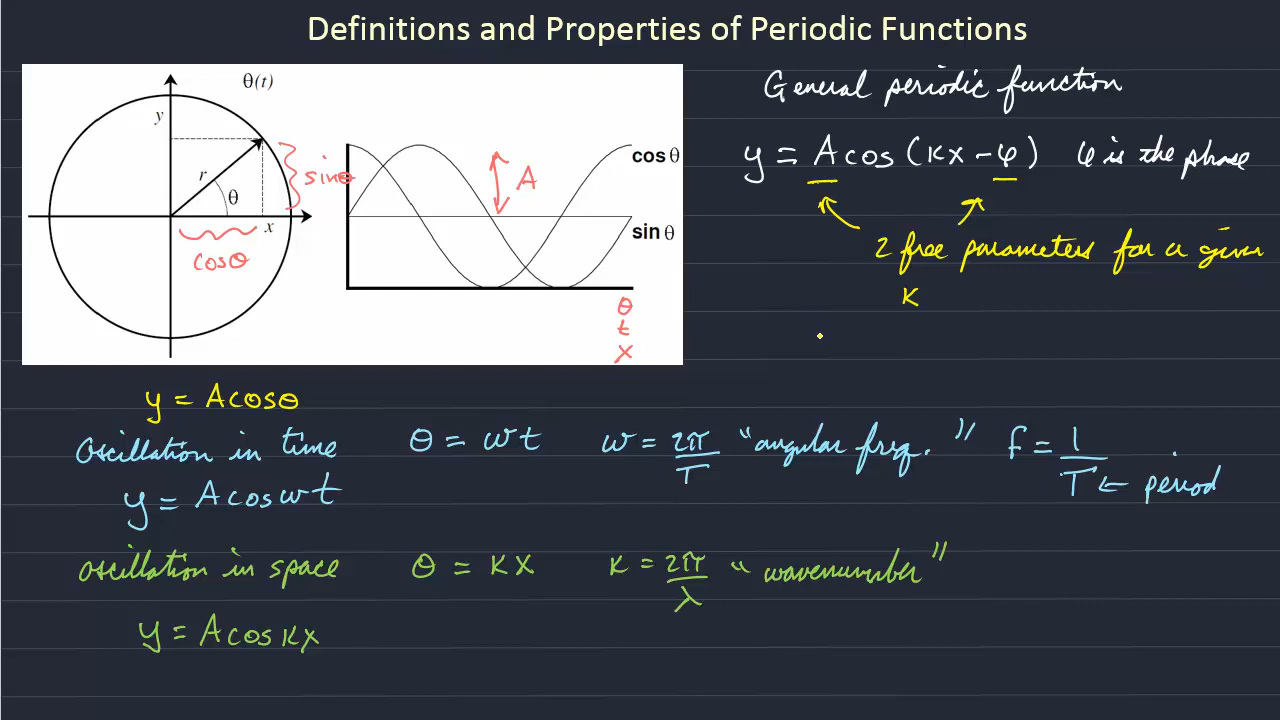 Definitions and Properties of Periodic Functions
θ(t)
y
r
θ
x
sinθ
cosθ
A
cosθ
sinθ
θ
t
x
General periodic function
y = A cos (kx - φ) φ is the phase
2 free parameters for a given
k
y = A cosθ
Oscillation in time θ = ωt ω = 2π/T "angular freq." f = 1/T ← period
y = A cos ωt
oscillation in space θ = kx k = 2π/λ "wavenumber"
y = A cos kx